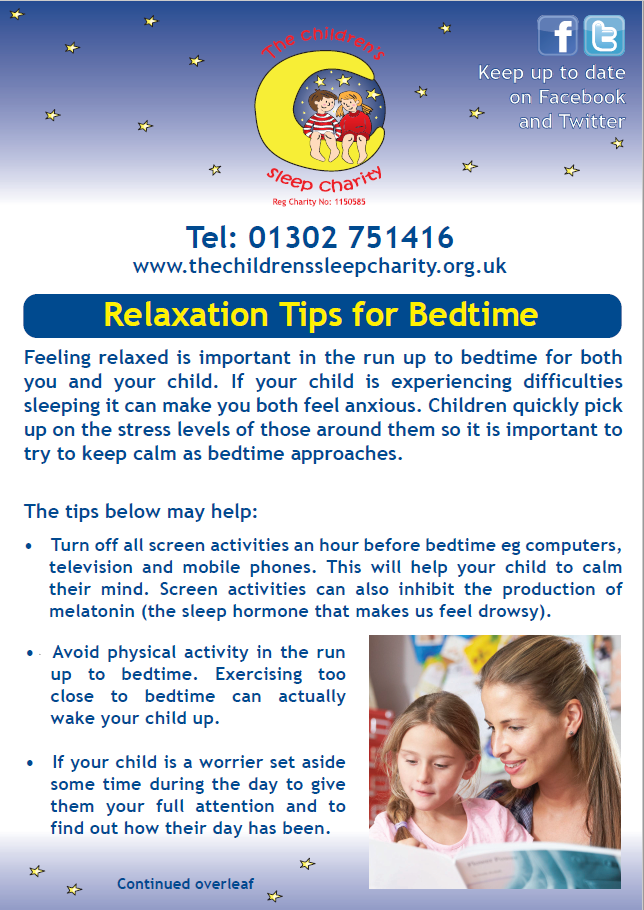 The Children's
Sleep Charity
Reg Charity No: 1150585
f
t
Keep up to date
on Facebook
and Twitter
Tel: 01302 751416
www.thechildrenssleepcharity.org.uk
Relaxation Tips for Bedtime
Feeling relaxed is important in the run up to bedtime for both
you and your child. If your child is experiencing difficulties
sleeping it can make you both feel anxious. Children quickly pick
up on the stress levels of those around them so it is important to
try to keep calm as bedtime approaches.
The tips below may help:
• Turn off all screen activities an hour before bedtime eg computers,
television and mobile phones. This will help your child to calm
their mind. Screen activities can also inhibit the production of
melatonin (the sleep hormone that makes us feel drowsy).
• Avoid physical activity in the run
up to bedtime. Exercising too
close to bedtime can actually
wake your child up.
• If your child is a worrier set aside
some time during the day to give
them your full attention and to
find out how their day has been.
Continued overleaf